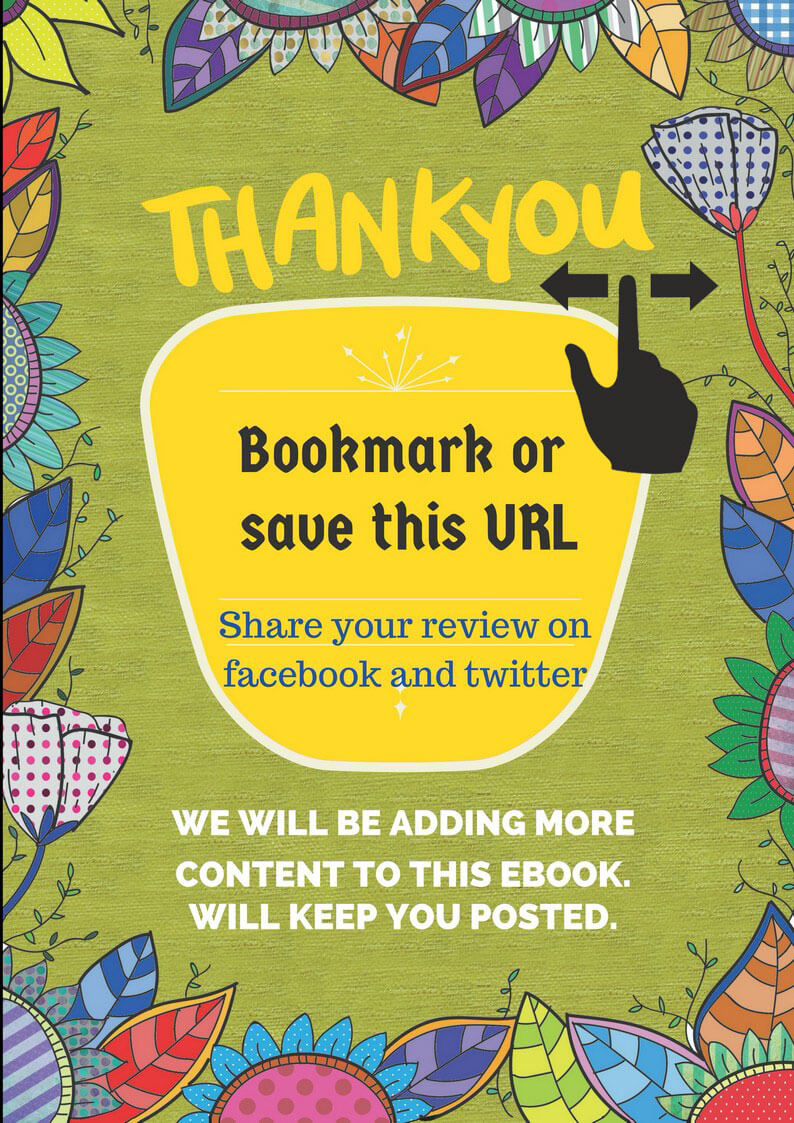 THANKYOU
Bookmark or
save this URL
Share your review on
facebook and twitter
WE WILL BE ADDING MORE
CONTENT TO THIS EBOOK.
WILL KEEP YOU POSTED.